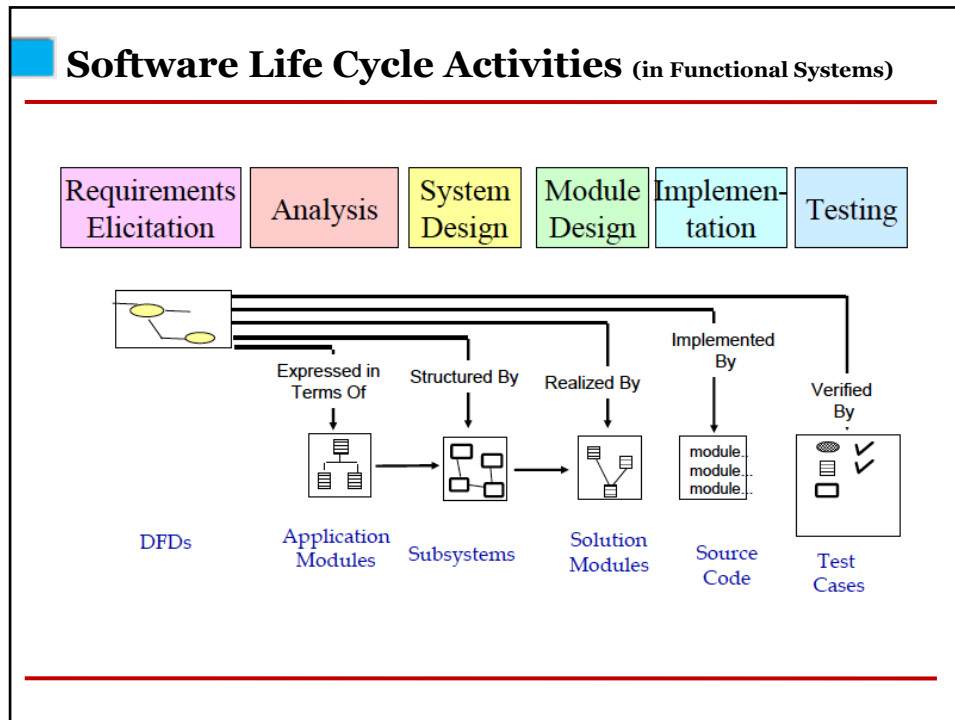 Software Life Cycle Activities (in Functional Systems)
Requirements
Elicitation
Analysis
System
Design
Module
Design
Implemen-
tation
Testing
Expressed in
Terms Of
Structured By
Realized By
Implemented
By
Verified
By
module..
module...
module...
DFDs
Application
Modules
Subsystems
Solution
Modules
Source
Code
Test
Cases